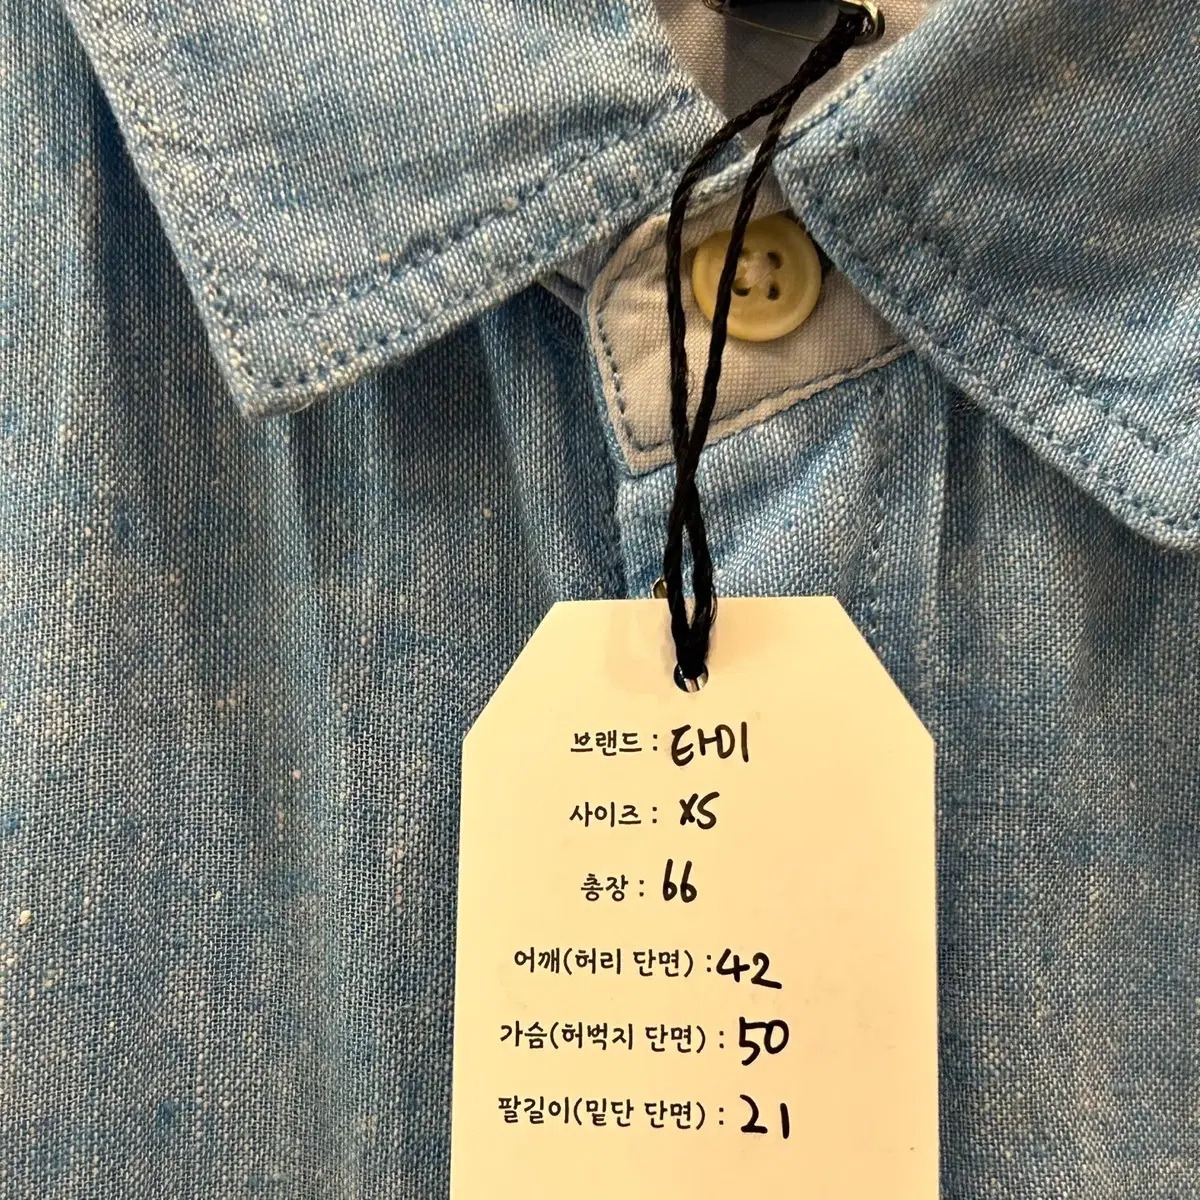 브랜드 : 타미
사이즈 : XS
총장 : 66
어깨(허리 단면) : 42
가슴(허벅지 단면) : 50
팔길이(밑단 단면) : 21